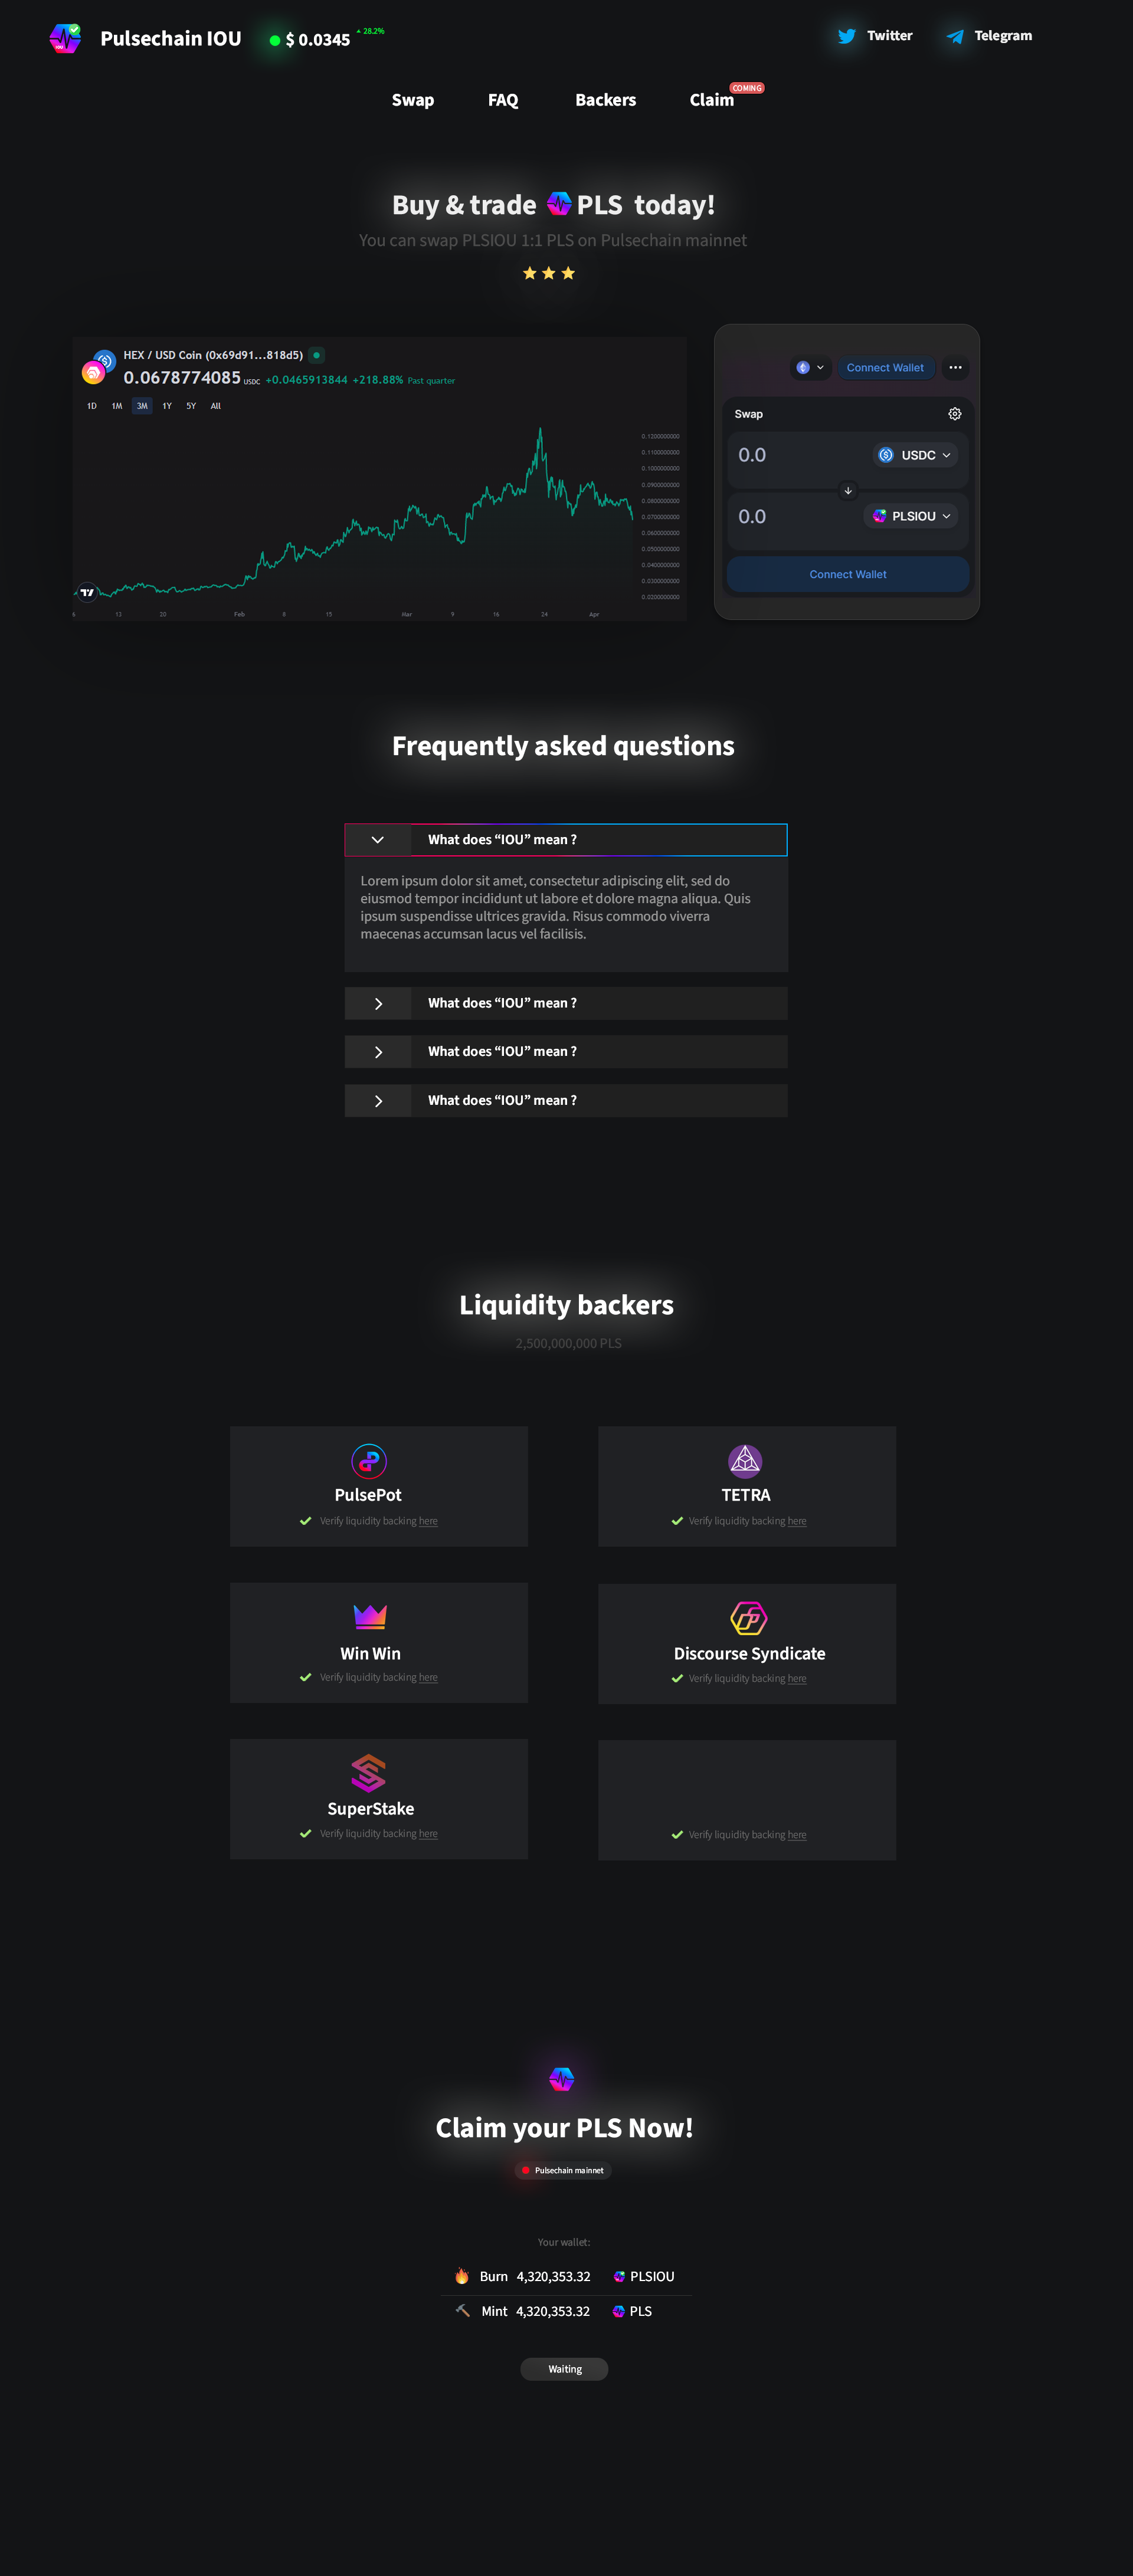 IOU
Pulsechain IOU
$ 0.0345
28.2%
Twitter
Telegram
Swap
FAQ
Backers
Claim
COMING
Buy & trade PLS today!
You can swap PLSIOU 1:1 PLS on Pulsechain mainnet
HEX / USD Coin (0x69d91...818d5)
0.0678774085 USDC +0.0465913844 +218.88% Past quarter
1D 1M 3M 1Y 5Y All
0.1200000000
0.1100000000
0.1000000000
0.0900000000
0.0800000000
0.0700000000
0.0600000000
0.0500000000
0.0400000000
0.0300000000
0.0200000000
6 12 20 Feb 8 15 Mar 9 16 24 Apr
Connect Wallet
Swap
0.0 USDC
0.0 PLSIOU
Connect Wallet
Frequently asked questions
What does “IOU” mean ?
Lorem ipsum dolor sit amet, consectetur adipiscing elit, sed do
eiusmod tempor incididunt ut labore et dolore magna aliqua. Quis
ipsum suspendisse ultrices gravida. Risus commodo viverra
maecenas accumsan lacus vel facilisis.
What does “IOU” mean ?
What does “IOU” mean ?
What does “IOU” mean ?
Liquidity backers
2,500,000,000 PLS
PulsePot
Verify liquidity backing here
TETRA
Verify liquidity backing here
Win Win
Verify liquidity backing here
Discourse Syndicate
Verify liquidity backing here
SuperStake
Verify liquidity backing here
Verify liquidity backing here
Claim your PLS Now!
Pulsechain mainnet
Your wallet:
Burn 4,320,353.32 PLSIOU
Mint 4,320,353.32 PLS
Waiting